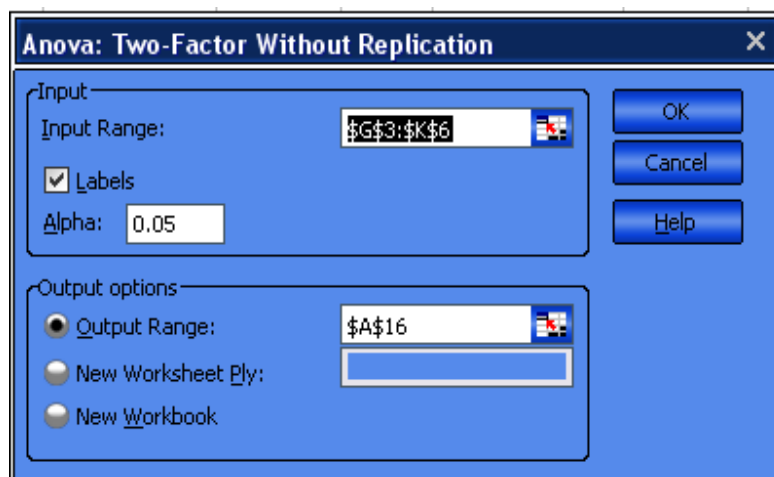 Anova: Two-Factor Without Replication
Input
Input Range: $G$3:$K$6
Labels
Alpha: 0.05
OK
Cancel
Help
Output options
Output Range: $A$16
New Worksheet Ply:
New Workbook